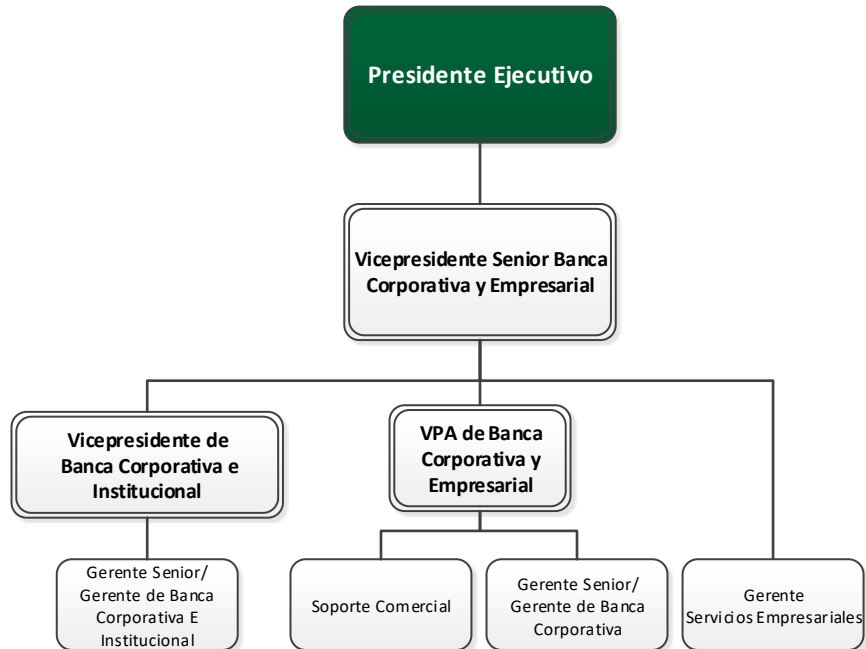 Presidente Ejecutivo
Vicepresidente Senior Banca
Corporativa y Empresarial
Vicepresidente de
Banca Corporativa e
Institucional
VPA de Banca
Corporativa y
Empresarial
Gerente Senior/
Gerente de Banca
Corporativa E
Institucional
Soporte Comercial
Gerente Senior/
Gerente de Banca
Corporativa
Gerente
Servicios Empresariales